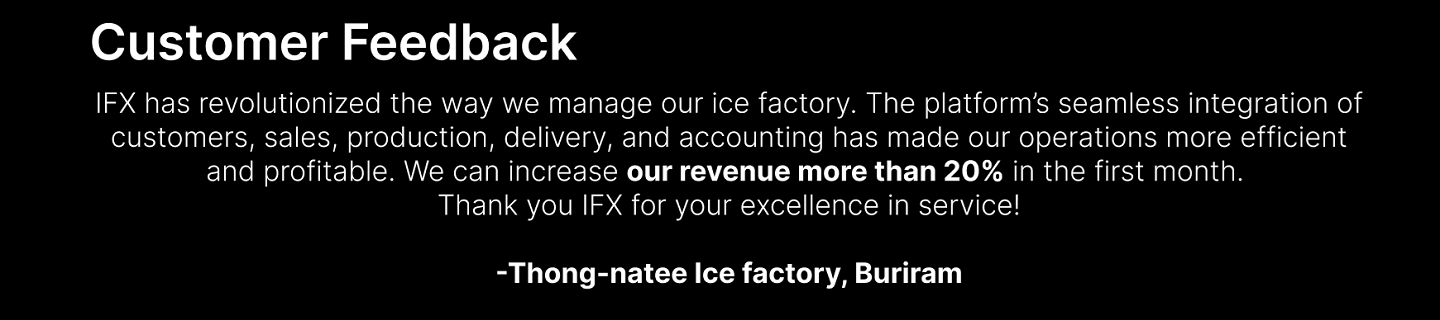 Customer Feedback
IFX has revolutionized the way we manage our ice factory. The platform’s seamless integration of
customers, sales, production, delivery, and accounting has made our operations more efficient
and profitable. We can increase our revenue more than 20% in the first month.
Thank you IFX for your excellence in service!
-Thong-natee Ice factory, Buriram